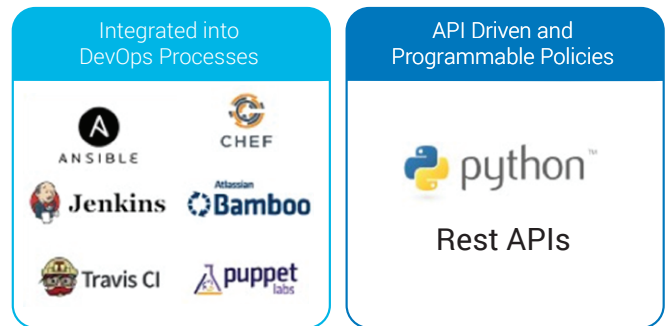 Integrated into
DevOps Processes
API Driven and
Programmable Policies
A
ANSIBLE
CHEF
Jenkins
Atlassian
Bamboo
Travis CI
puppet
labs
python™
Rest APIs